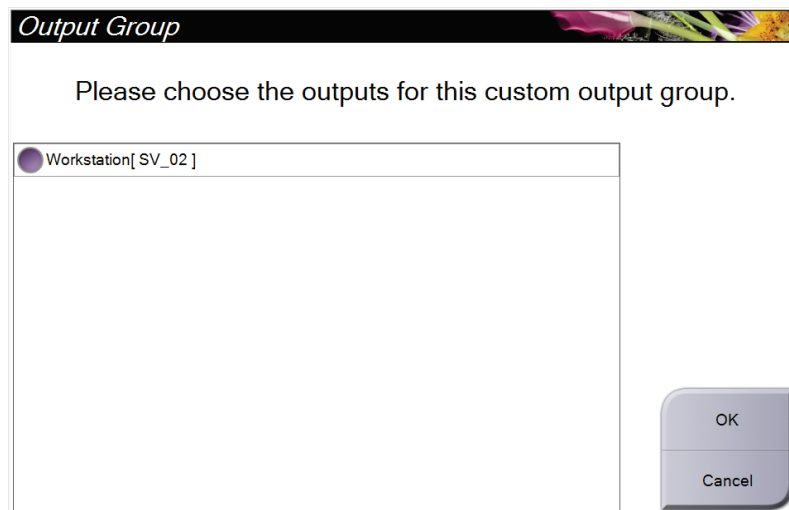 Output Group
Please choose the outputs for this custom output group.
Workstation[ SV_02 ]
OK
Cancel